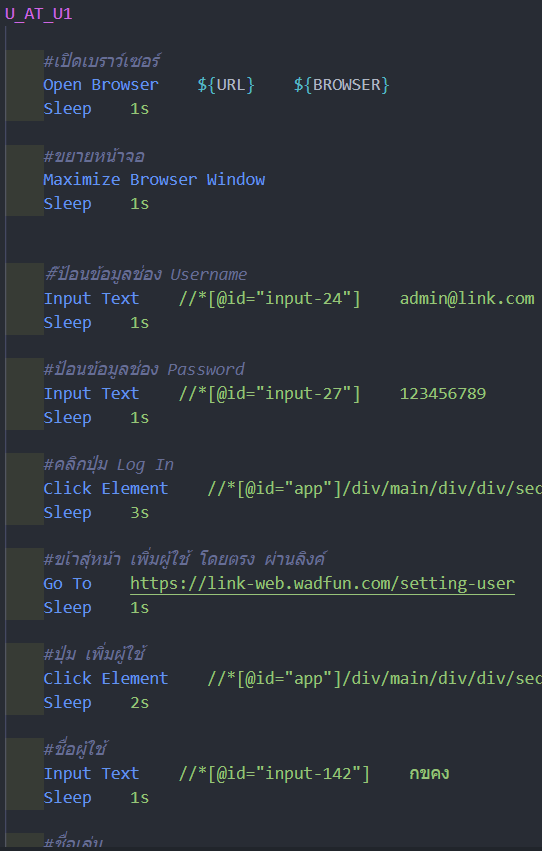 U_AT_U1
#เปิดเบราว์เซอร์
Open Browser    ${URL}    ${BROWSER}
Sleep    1s
#ขยายหน้าจอ
Maximize Browser Window
Sleep    1s
#ป้อนข้อมูลช่อง Username
Input Text    //*[@id="input-24"]    admin@link.com
Sleep    1s
#ป้อนข้อมูลช่อง Password
Input Text    //*[@id="input-27"]    123456789
Sleep    1s
#คลิกปุ่ม Log In
Click Element    //*[@id="app"]/div/main/div/div/sec
Sleep    3s
#ขเ้าสุ่หน้า เพิ่มผู้ใช้ โดยตรง ผ่านลิงค์
Go To    https://link-web.wadfun.com/setting-user
Sleep    1s
#ปุ่ม เพิ่มผู้ใช้
Click Element    //*[@id="app"]/div/main/div/div/sec
Sleep    2s
#ชื่อผู้ใช้
Input Text    //*[@id="input-142"]    กขคง
Sleep    1s
#ชื่อเล่น